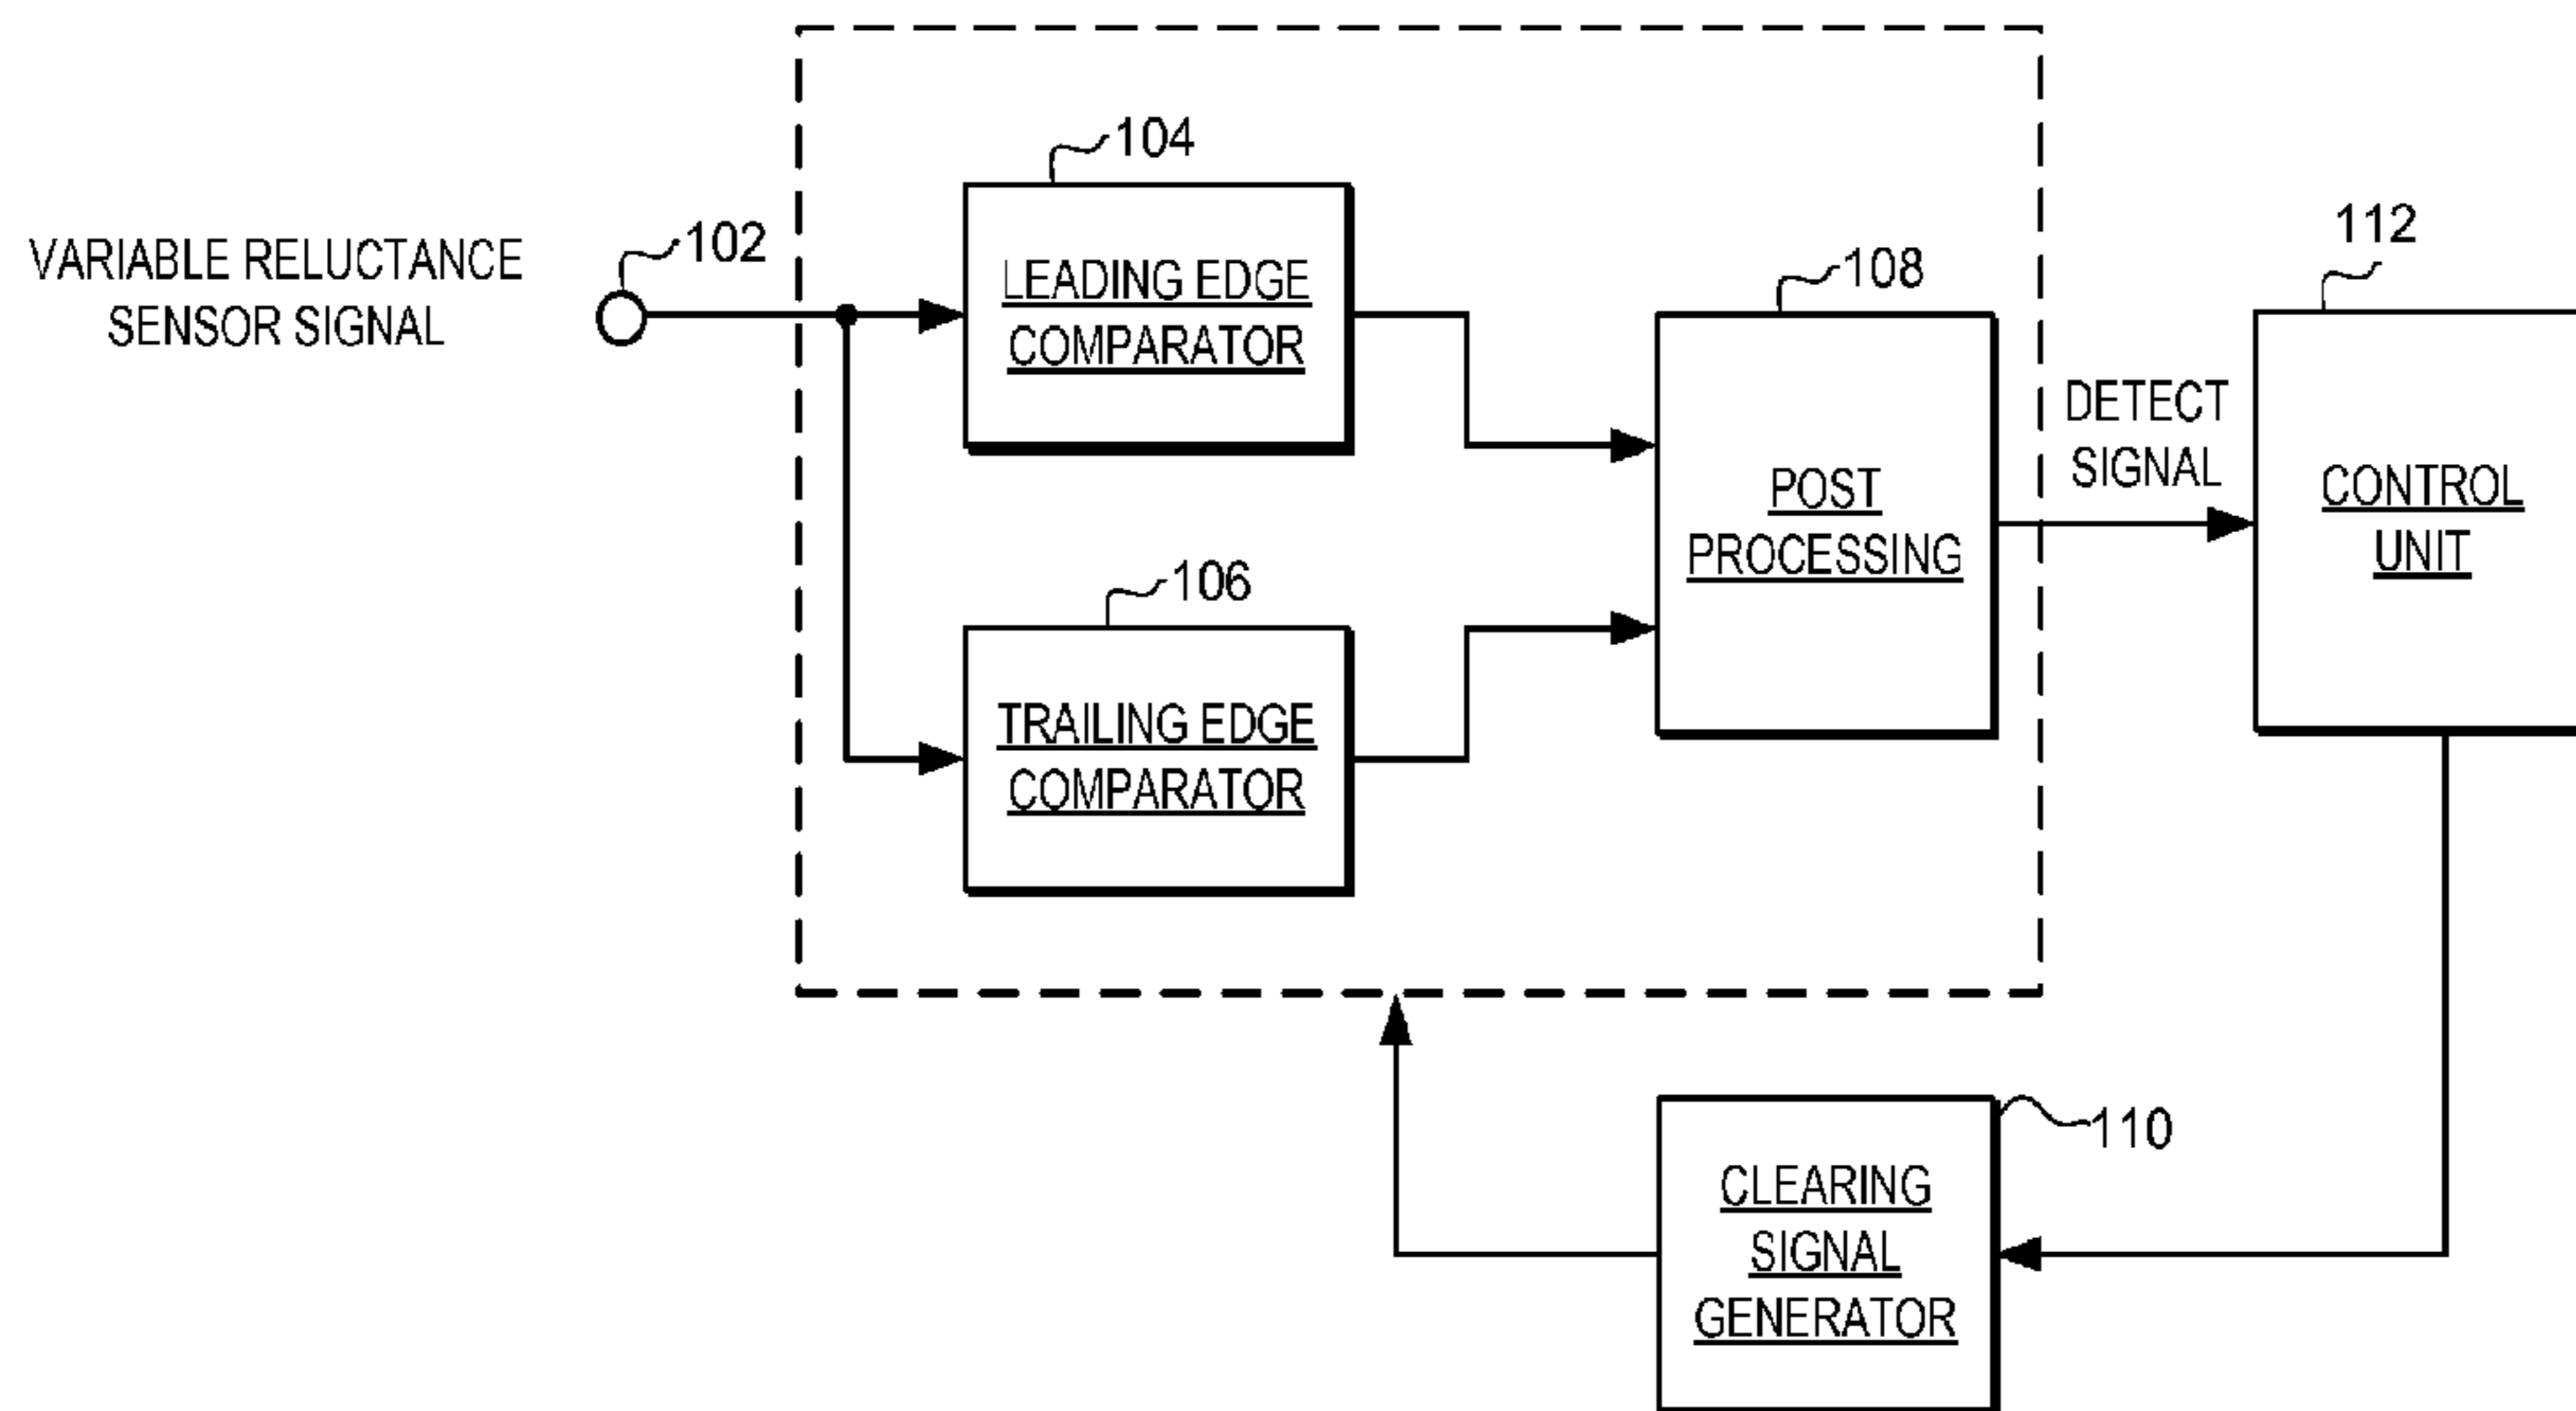 VARIABLE RELUCTANCE
SENSOR SIGNAL
102
104
LEADING EDGE
COMPARATOR
106
TRAILING EDGE
COMPARATOR
108
POST
PROCESSING
DETECT
SIGNAL
112
CONTROL
UNIT
110
CLEARING
SIGNAL
GENERATOR